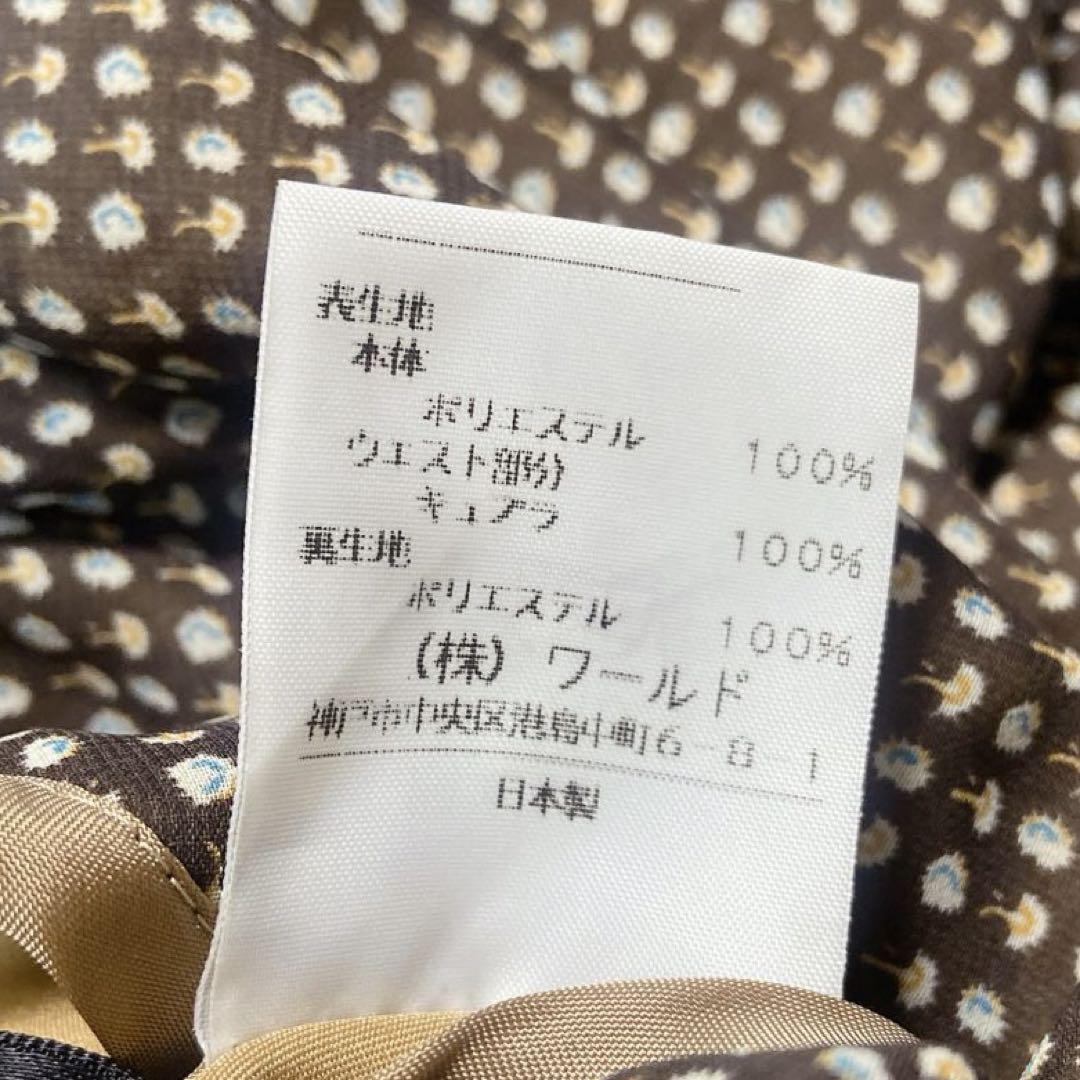 表生地
本体
ポリエステル 100%
ウエスト部分
キュプラ 100%
裏生地
ポリエステル 100%
(株) ワールド
神戸市中央区港島中町6-8-1
日本製